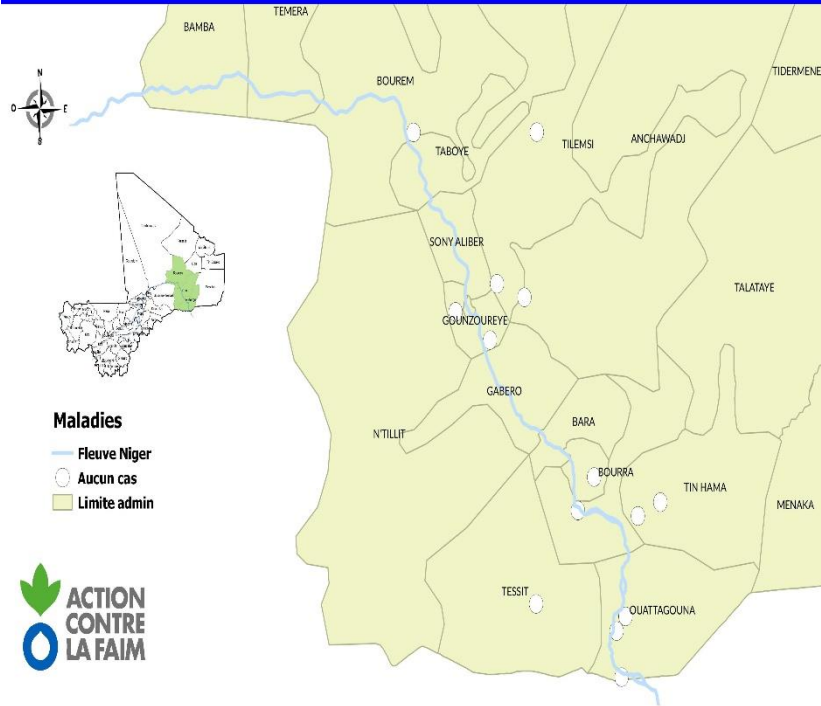 TEMERA
BAMBA
BOUREM
TIDERMENE
N
O
E
S
TABOYE
TILEMSI
ANCHAWADJ
SONY ALIBER
TALATAYE
GOUNZOUREYE
GABERO
N'TILLIT
BARA
BOURRA
TIN HAMA
MENAKA
TESSIT
OUATTAGOUNA
Maladies
Fleuve Niger
Aucun cas
Limite admin
ACTION
CONTRE
LA FAIM